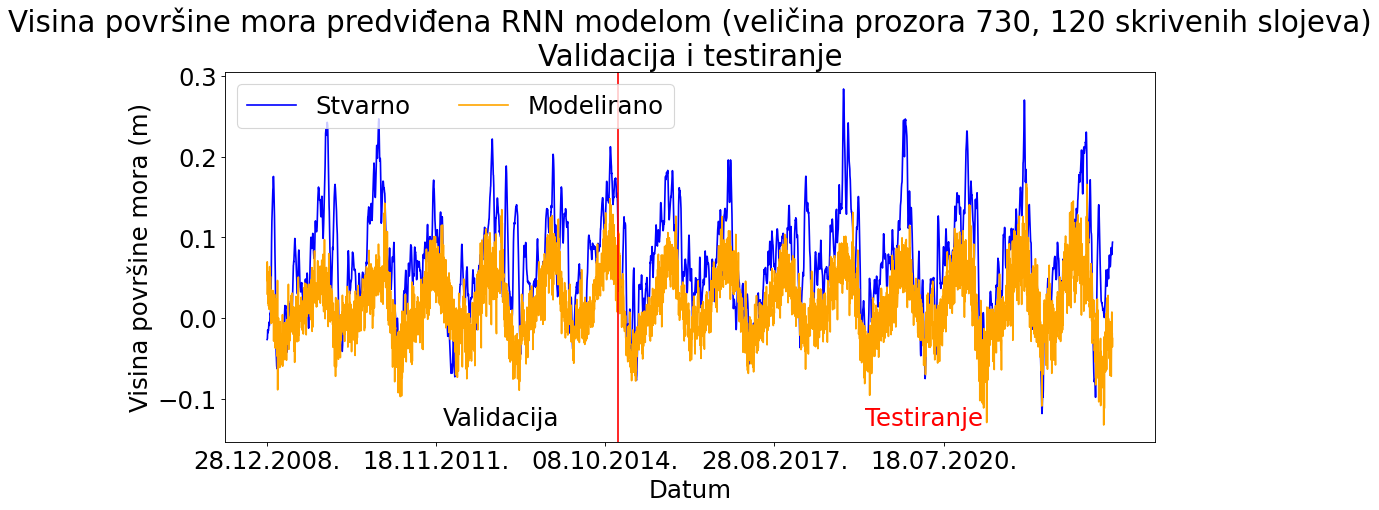 Visina površine mora predviđena RNN modelom (veličina prozora 730, 120 skrivenih slojeva)
Validacija i testiranje
Stvarno Modelirano
Visina površine mora (m)
0.3
0.2
0.1
0.0
−0.1
Validacija Testiranje
28.12.2008. 18.11.2011. 08.10.2014. 28.08.2017. 18.07.2020.
Datum